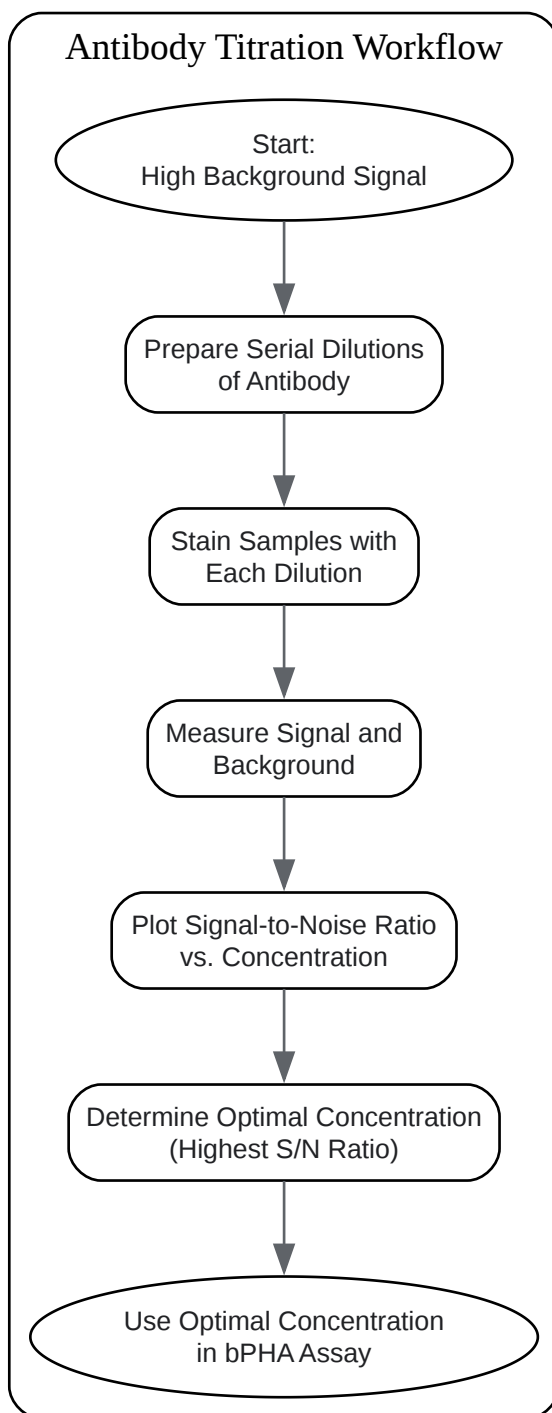 Antibody Titration Workflow
Start:
High Background Signal
Prepare Serial Dilutions
of Antibody
Stain Samples with
Each Dilution
Measure Signal and
Background
Plot Signal-to-Noise Ratio
vs. Concentration
Determine Optimal Concentration
(Highest S/N Ratio)
Use Optimal Concentration
in bPHA Assay